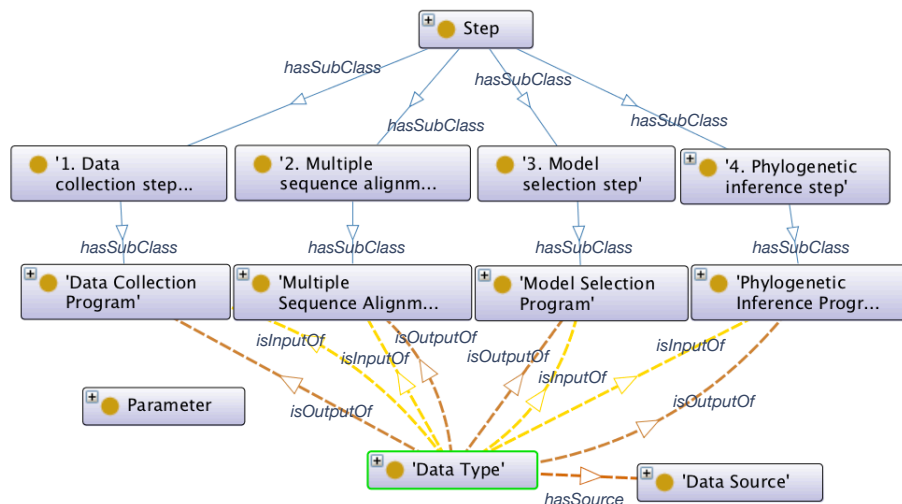 Step
hasSubClass
hasSubClass
hasSubClass
hasSubClass
'1. Data
collection step...
'2. Multiple
sequence alignm...
'3. Model
selection step'
'4. Phylogenetic
inference step'
hasSubClass
hasSubClass
hasSubClass
hasSubClass
'Data Collection
Program'
'Multiple
Sequence Alignm...
'Model Selection
Program'
'Phylogenetic
Inference Progr...
isInputOf
isInputOf
isOutputOf
isOutputOf
isInputOf
isInputOf
isOutputOf
isOutputOf
Parameter
'Data Type'
'Data Source'
hasSource